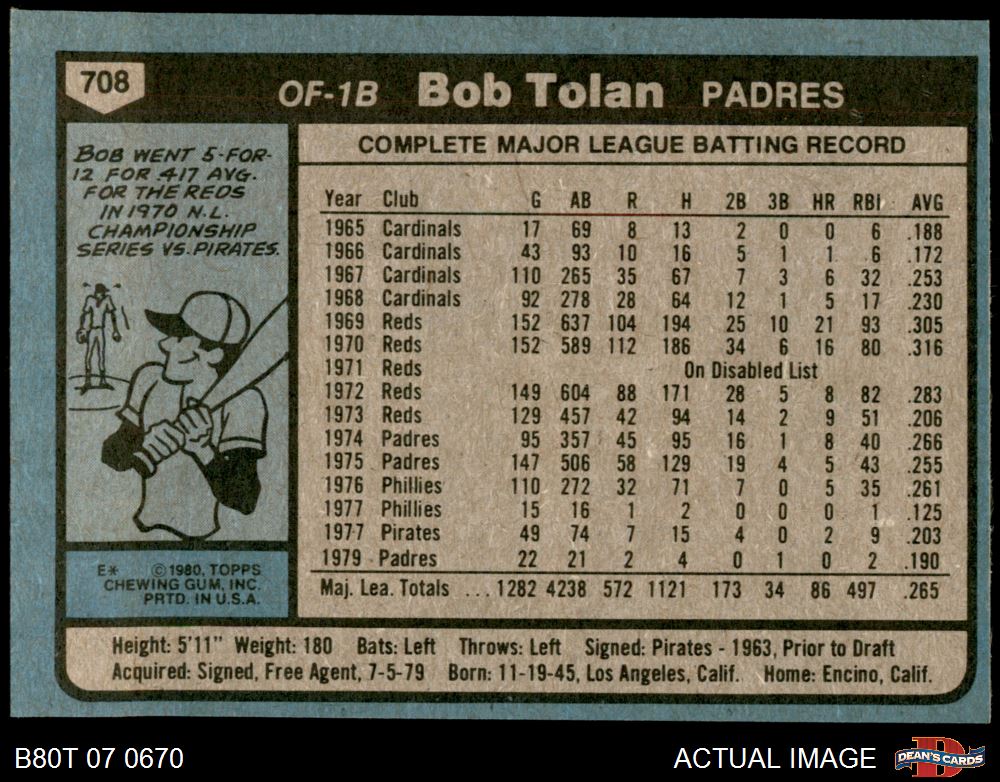 708
OF-1B Bob Tolan PADRES
BOB WENT 5-FOR-
12 FOR .417 AVG.
FOR THE REDS
IN 1970 N.L.
CHAMPIONSHIP
SERIES VS. PIRATES.
COMPLETE MAJOR LEAGUE BATTING RECORD
Year Club G AB R H 2B 3B HR RBI AVG
1965 Cardinals 17 69 8 13 2 0 0 6 .188
1966 Cardinals 43 93 10 16 5 1 1 6 .172
1967 Cardinals 110 265 35 67 7 3 6 32 .253
1968 Cardinals 92 278 28 64 12 1 5 17 .230
1969 Reds 152 637 104 194 25 10 21 93 .305
1970 Reds 152 589 112 186 34 6 16 80 .316
1971 Reds On Disabled List
1972 Reds 149 604 88 171 28 5 8 82 .283
1973 Reds 129 457 42 94 14 2 9 51 .206
1974 Padres 95 357 45 95 16 1 8 40 .266
1975 Padres 147 506 58 129 19 4 5 43 .255
1976 Phillies 110 272 32 71 7 0 5 35 .261
1977 Phillies 15 16 1 2 0 0 0 1 .125
1977 Pirates 49 74 7 15 4 0 2 9 .203
1979 Padres 22 21 2 4 0 1 0 2 .190
Maj. Lea. Totals ... 1282 4238 572 1121 173 34 86 497 .265
E* ©1980, TOPPS
CHEWING GUM, INC.
PRTD. IN U.S.A.
Height: 5'11" Weight: 180 Bats: Left Throws: Left Signed: Pirates - 1963, Prior to Draft
Acquired: Signed, Free Agent, 7-5-79 Born: 11-19-45, Los Angeles, Calif. Home: Encino, Calif.
B80T 07 0670
ACTUAL IMAGE
D
DEAN'S CARDS